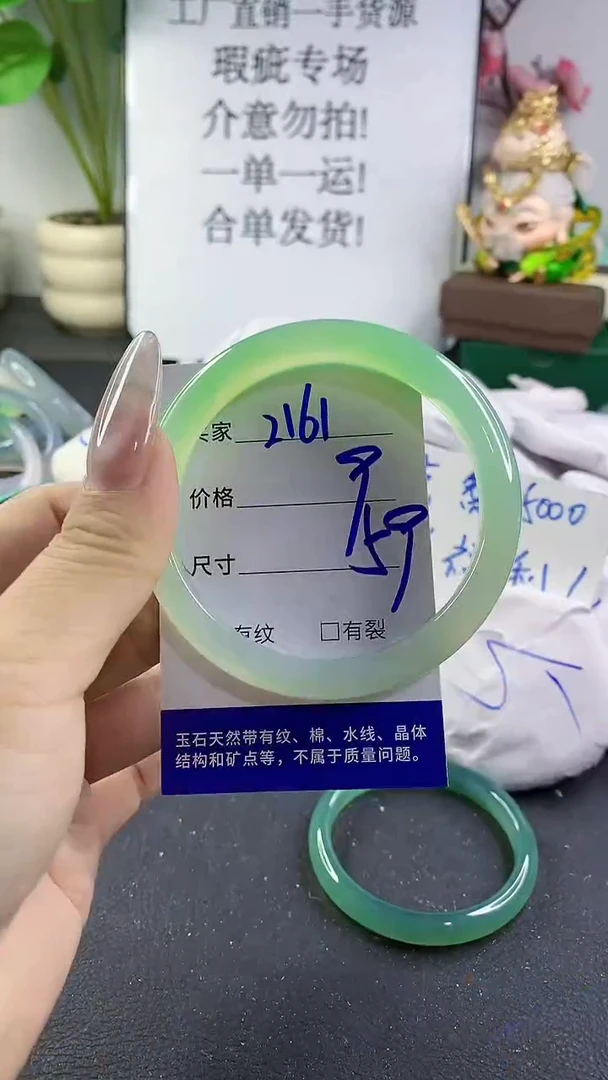 工厂直销一手货源
瑕疵专场
介意勿拍!
一单一运!
合单发货!
家 2161
价格
尺寸 59
有纹 □有裂
玉石天然带有纹、棉、水线、晶体
结构和矿点等，不属于质量问题。
5000